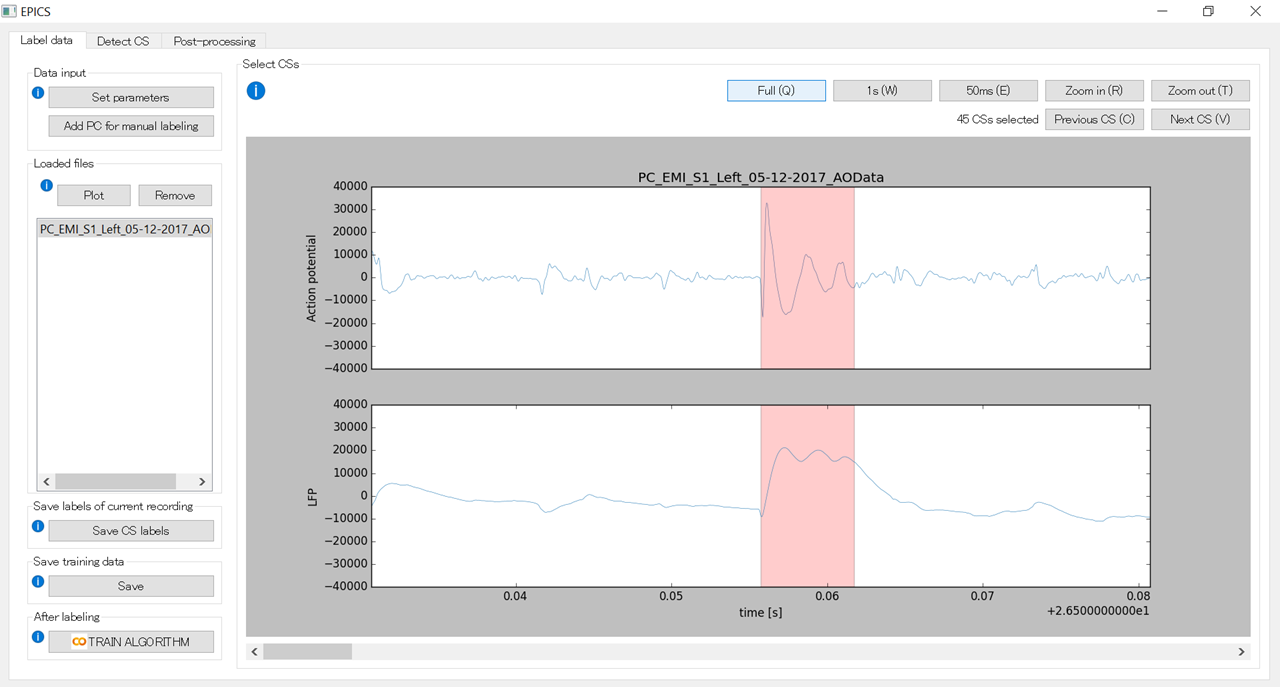 EPICS
Label data Detect CS Post-processing
Data input
Set parameters
Add PC for manual labeling
Loaded files
Plot Remove
PC_EMI_S1_Left_05-12-2017_AO
Save labels of current recording
Save CS labels
Save training data
Save
After labeling
CO TRAIN ALGORITHM
Select CSs
Full (Q) 1s (W) 50ms (E) Zoom in (R) Zoom out (T)
45 CSs selected Previous CS (C) Next CS (V)
PC_EMI_S1_Left_05-12-2017_AOData
Action potential
40000
30000
20000
10000
0
−10000
−20000
−30000
−40000
LFP
40000
30000
20000
10000
0
−10000
−20000
−30000
−40000
0.04 0.05 0.06 0.07 0.08
time [s] +2.6500000000e1